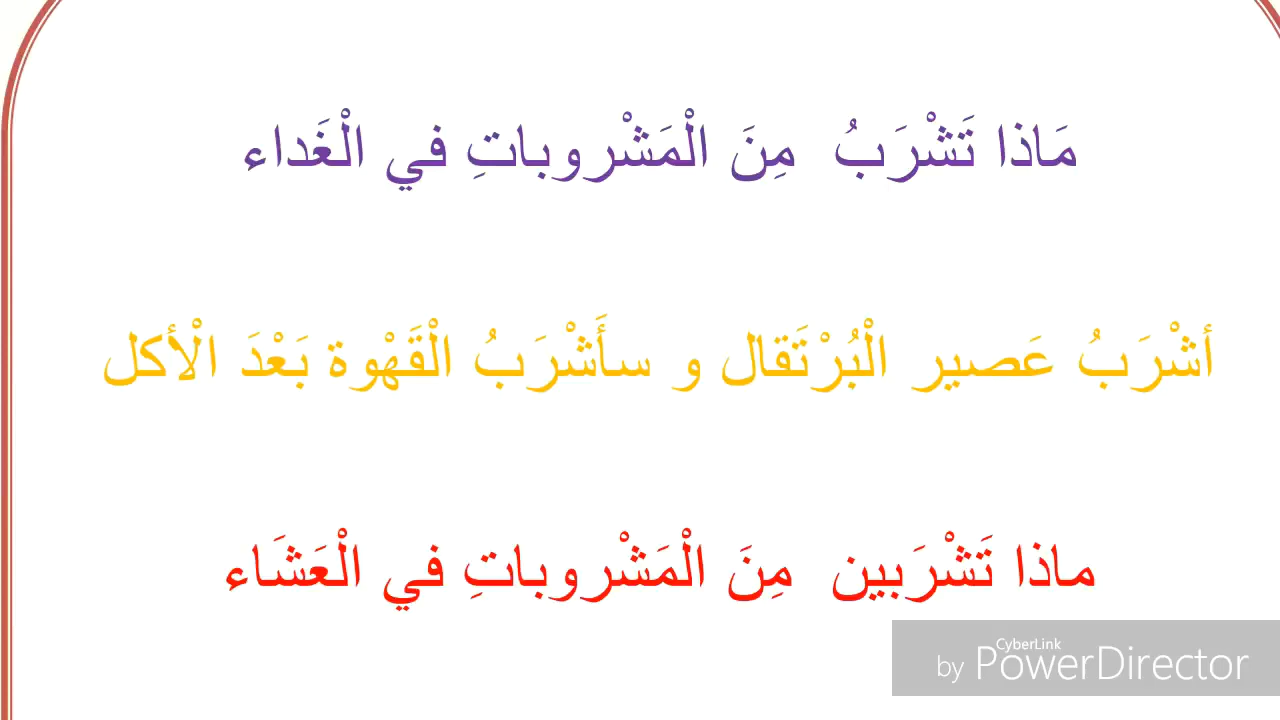 مَاذا تَشْرَبُ مِنَ الْمَشْروباتِ في الْغَداء
أشْرَبُ عَصير الْبُرْتَقال و سأَشْرَبُ الْقَهْوة بَعْدَ الْأكل
ماذا تَشْرَبين مِنَ الْمَشْروباتِ في الْعَشَاء
CyberLink
by PowerDirector